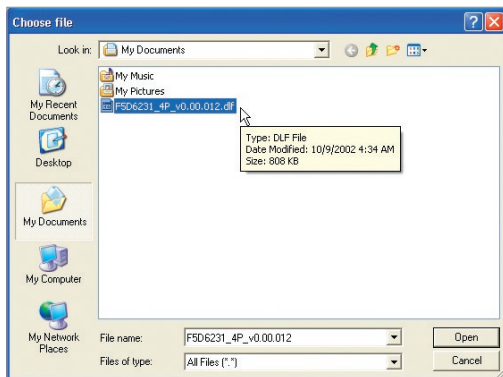 Choose file
Look in:
My Documents
My Recent
Documents
Desktop
My Documents
My Computer
My Network
Places
My Music
My Pictures
F5D6231_4P_v0.00.012.dlf
Type: DLF File
Date Modified: 10/9/2002 4:34 AM
Size: 808 KB
File name:
F5D6231_4P_v0.00.012
Open
Files of type:
All Files (*.*)
Cancel